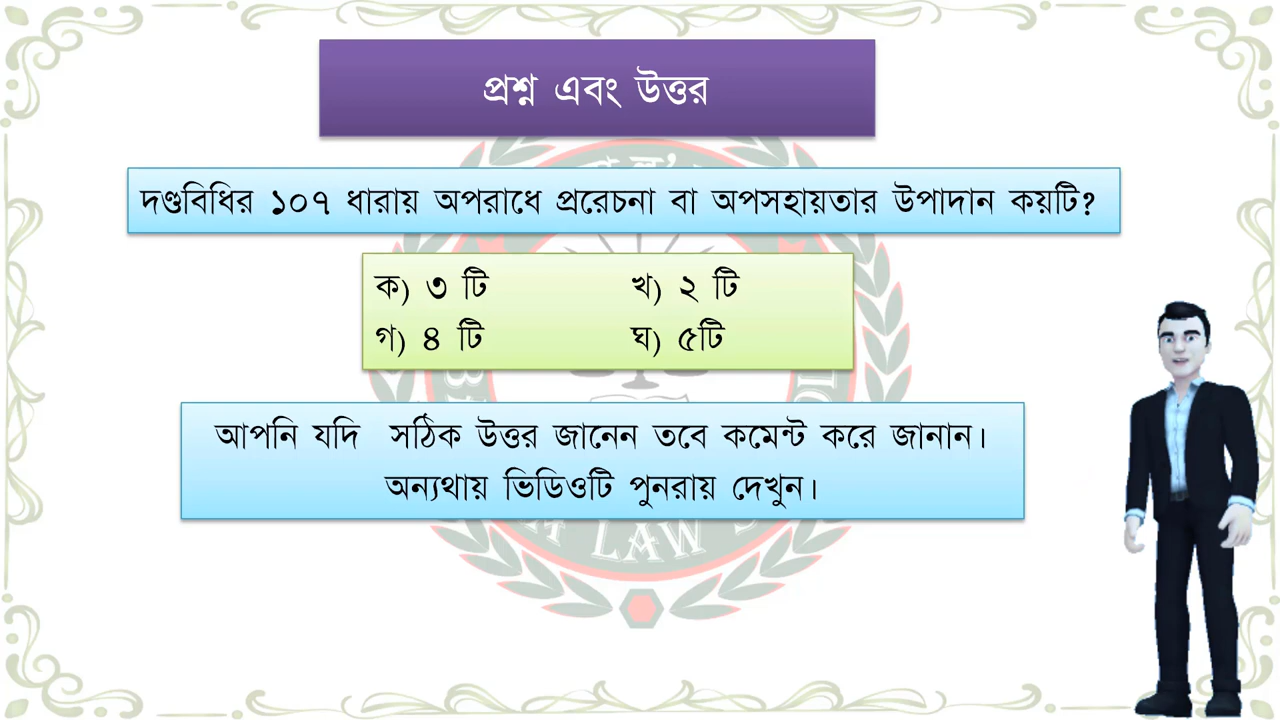 প্রশ্ন এবং উত্তর
দণ্ডবিধির ১০৭ ধারায় অপরাধে প্ররেচনা বা অপসহায়তার উপাদান কয়টি?
ক) ৩ টি খ) ২ টি
গ) ৪ টি ঘ) ৫টি
আপনি যদি সঠিক উত্তর জানেন তবে কমেন্ট করে জানান।
অন্যথায় ভিডিওটি পুনরায় দেখুন।
LAW